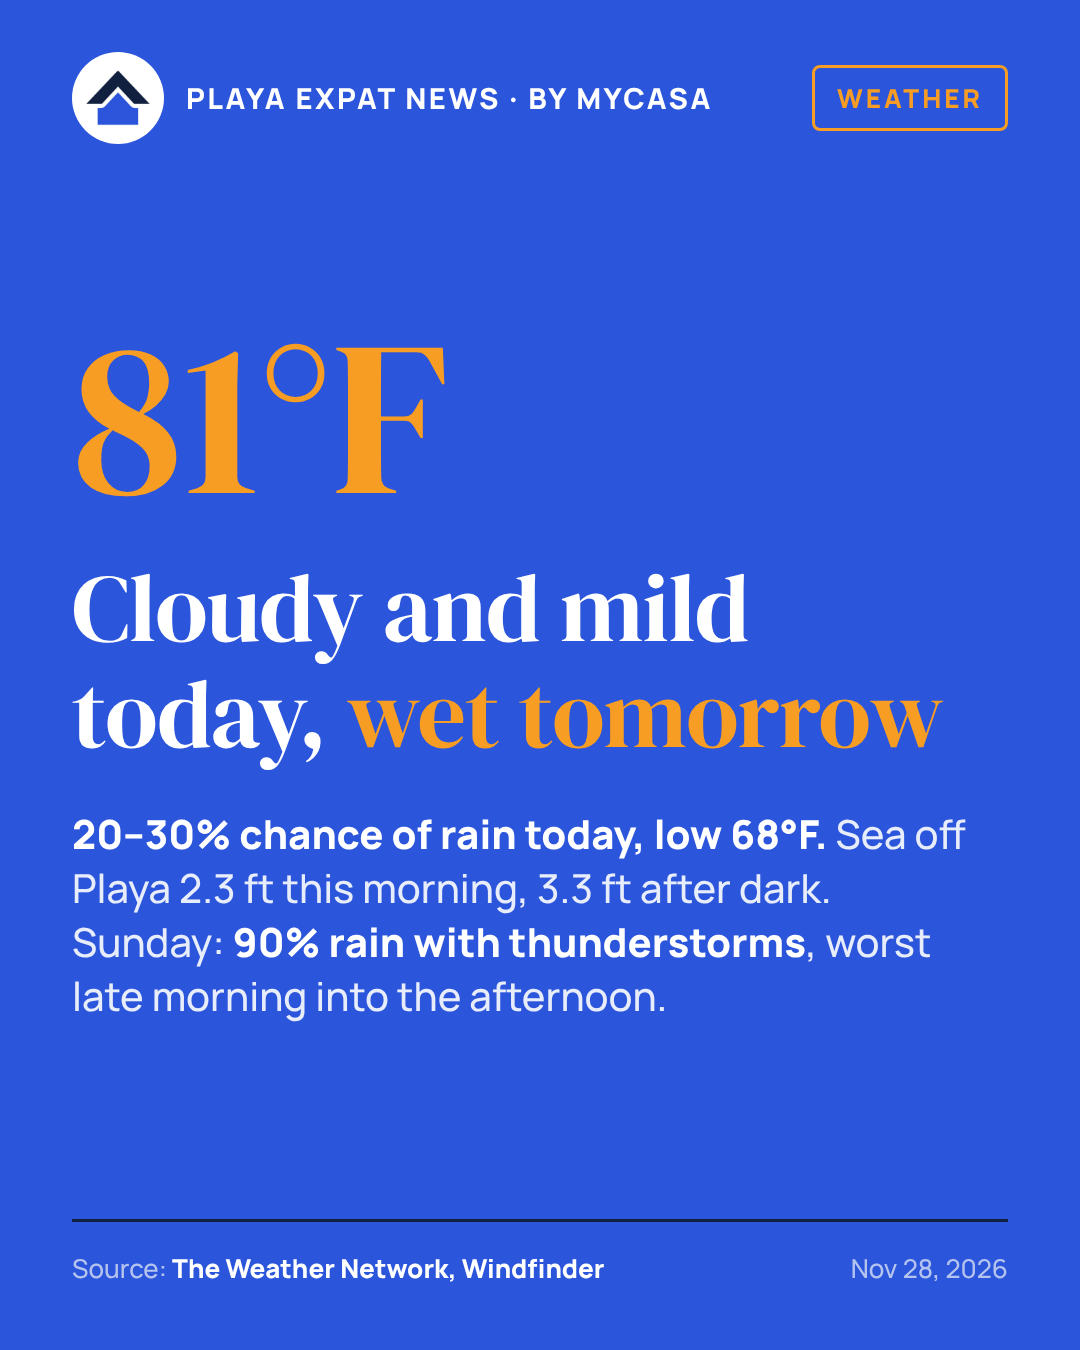 PLAYA EXPAT NEWS · BY MYCASA
WEATHER
81°F
Cloudy and mild
today, wet tomorrow
20–30% chance of rain today, low 68°F. Sea off
Playa 2.3 ft this morning, 3.3 ft after dark.
Sunday: 90% rain with thunderstorms, worst
late morning into the afternoon.
Source: The Weather Network, Windfinder
Nov 28, 2026